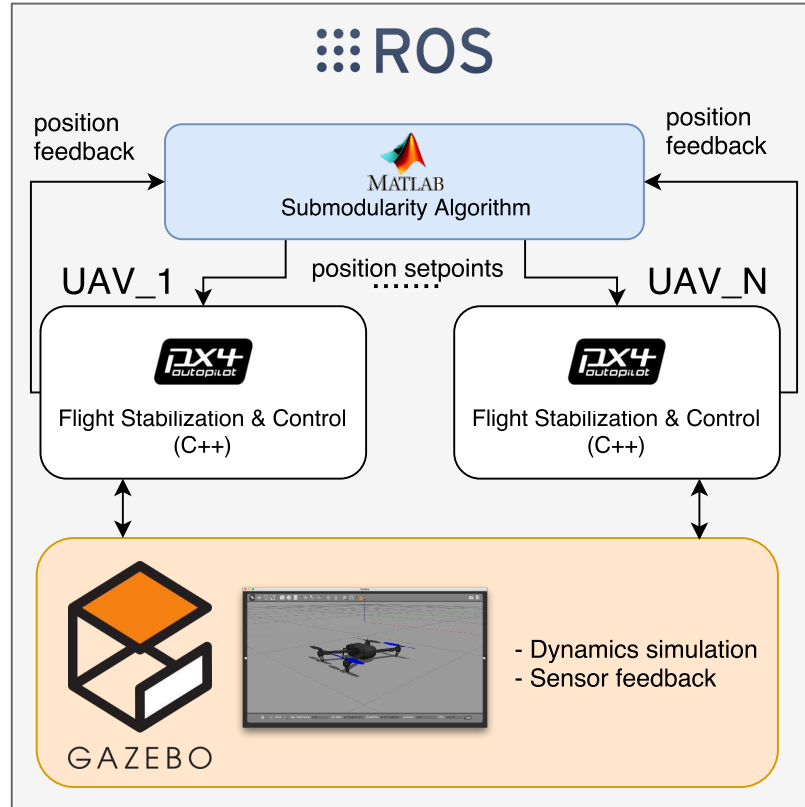 ROS
position
feedback
position
feedback
MATLAB
Submodularity Algorithm
position setpoints
.......
UAV_1
UAV_N
px4
autopilot
px4
autopilot
Flight Stabilization & Control
(C++)
Flight Stabilization & Control
(C++)
- Dynamics simulation
- Sensor feedback
GAZEBO